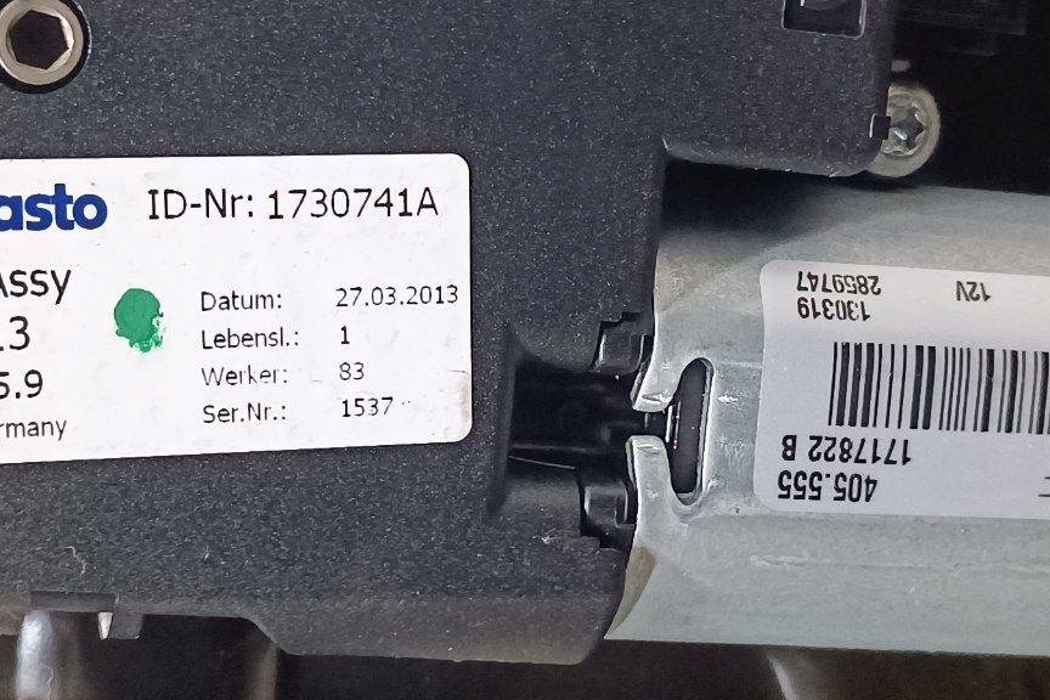 asto ID-Nr: 1730741A
Assy
.3
5.9
rmany
Datum: 27.03.2013
Lebensl.: 1
Werker: 83
Ser.Nr.: 1537
405.555
1717822 B
130319
2859747 12V